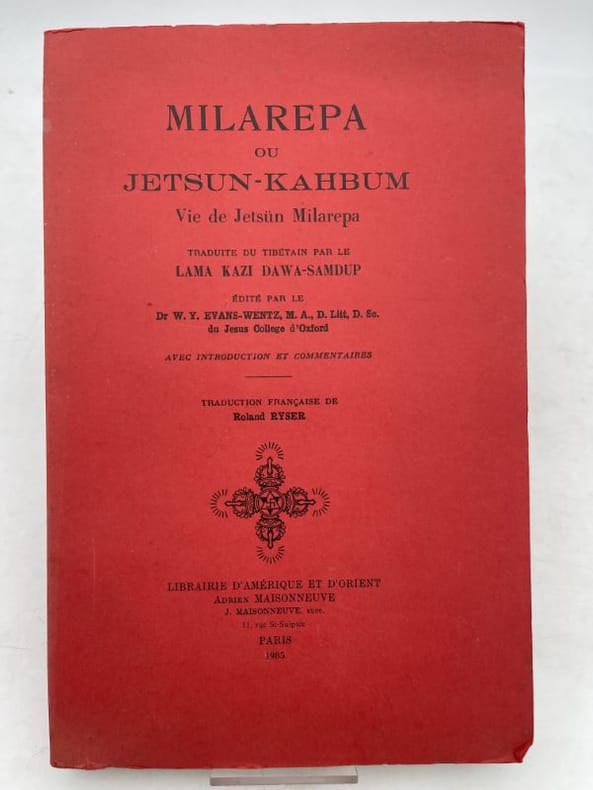 MILAREPA
OU
JETSUN-KAHBUM
Vie de Jetsün Milarepa
TRADUITE DU TIBÉTAIN PAR LE
LAMA KAZI DAWA-SAMDUP
ÉDITÉ PAR LE
Dr W. Y. EVANS-WENTZ, M. A., D. Litt, D. Sc.
du Jesus College d'Oxford
AVEC INTRODUCTION ET COMMENTAIRES
TRADUCTION FRANÇAISE DE
Roland RYSER
LIBRAIRIE D'AMÉRIQUE ET D'ORIENT
Adrien MAISONNEUVE
J. MAISONNEUVE, succ.
11, rue St-Sulpice
PARIS
1985